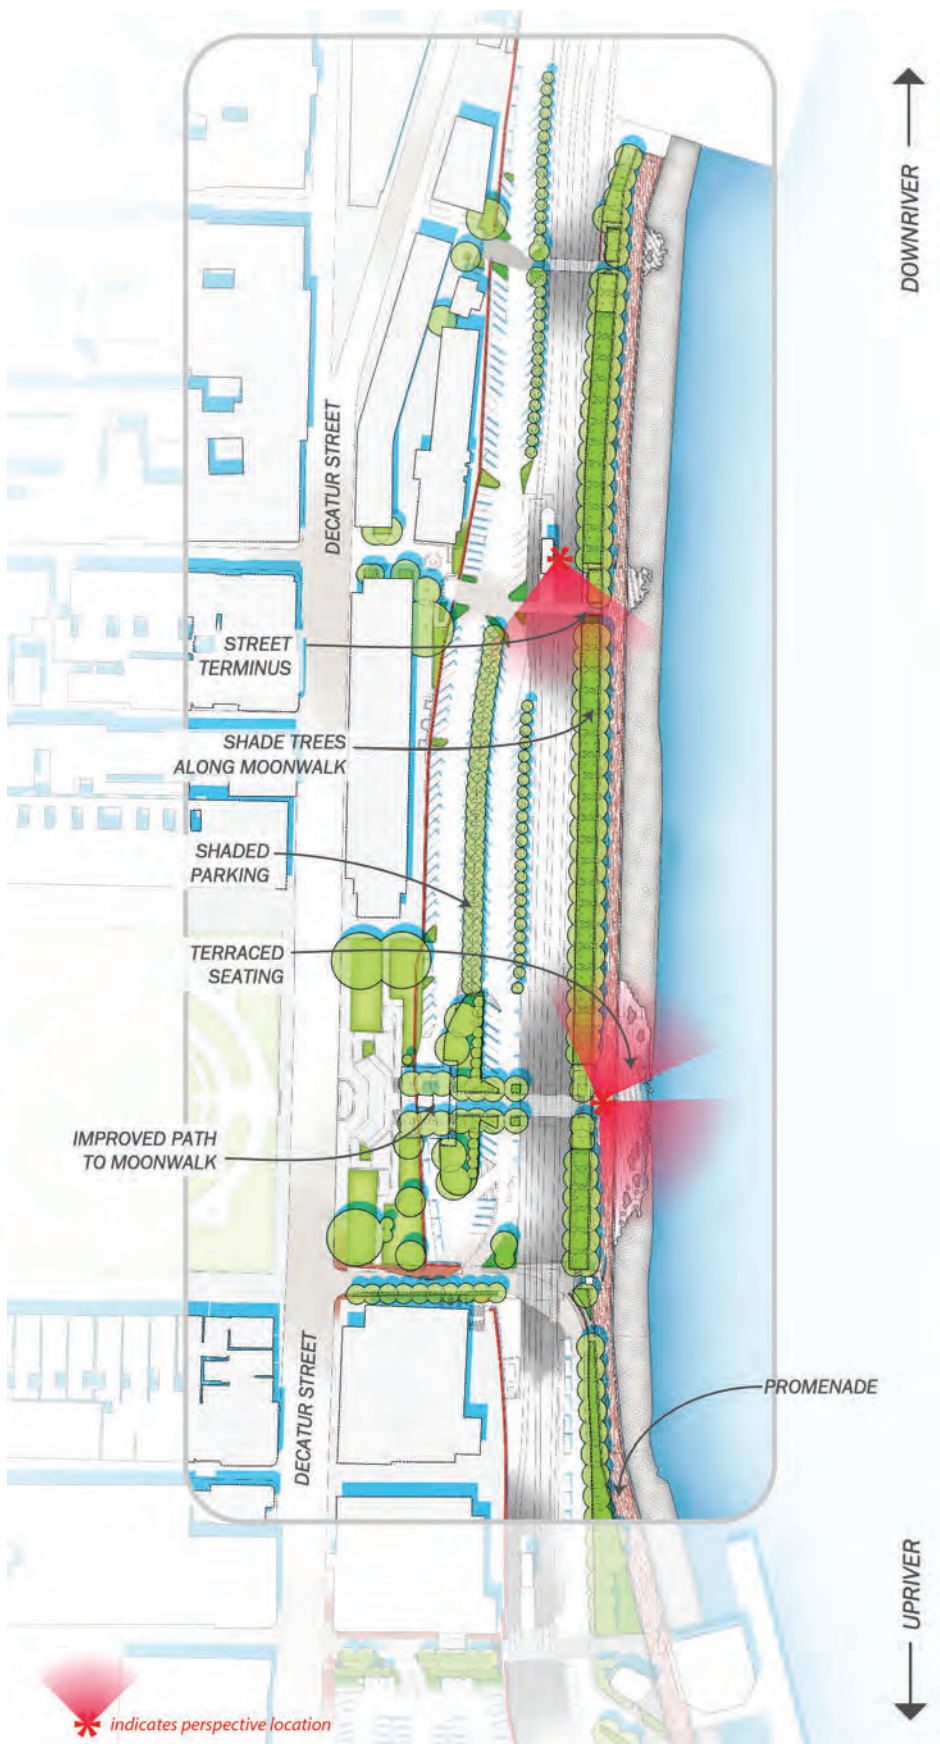 DOWNRIVER
DECATUR STREET
STREET
TERMINUS
SHADE TREES
ALONG MOONWALK
SHADED
PARKING
TERRACED
SEATING
IMPROVED PATH
TO MOONWALK
DECATUR STREET
PROMENADE
UPRIVER
indicates perspective location